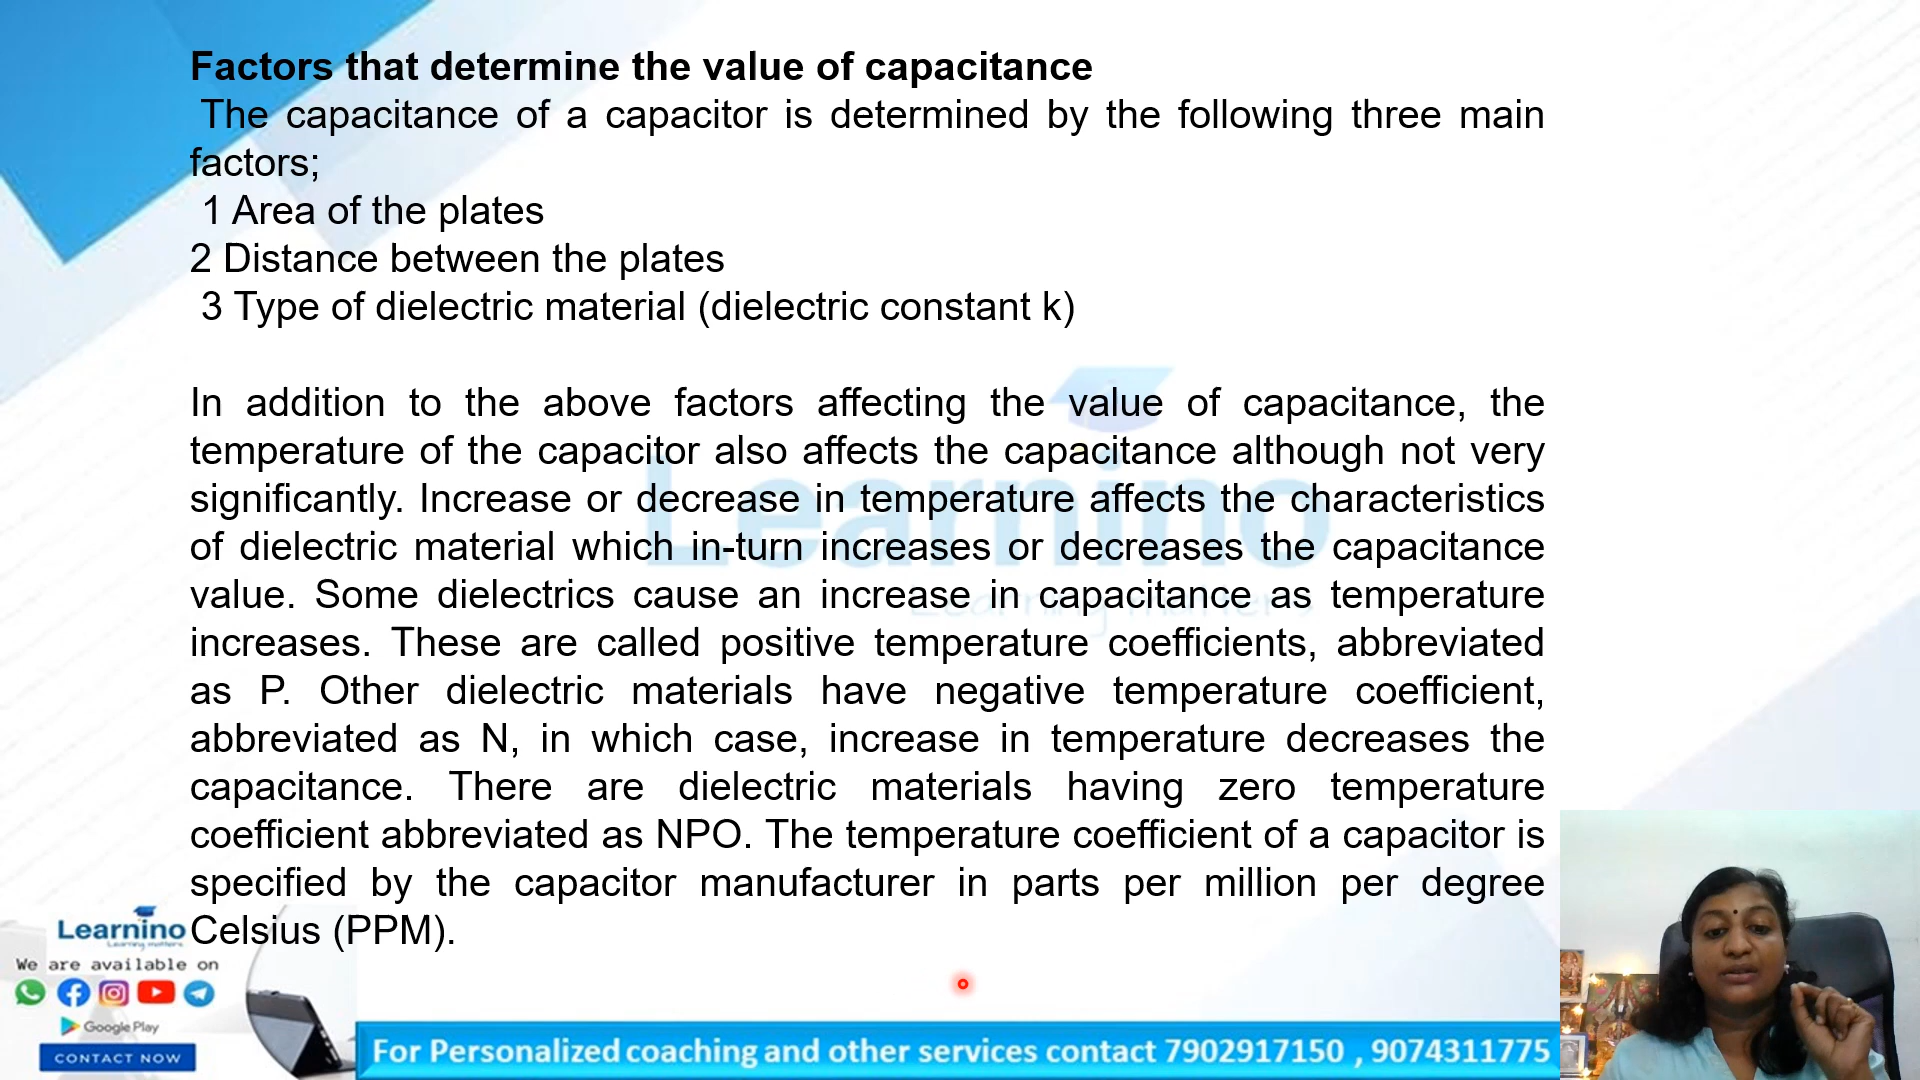 Factors that determine the value of capacitance
The capacitance of a capacitor is determined by the following three main
factors;
1 Area of the plates
2 Distance between the plates
3 Type of dielectric material (dielectric constant k)
In addition to the above factors affecting the value of capacitance, the
temperature of the capacitor also affects the capacitance although not very
significantly. Increase or decrease in temperature affects the characteristics
of dielectric material which in-turn increases or decreases the capacitance
value. Some dielectrics cause an increase in capacitance as temperature
increases. These are called positive temperature coefficients, abbreviated
as P. Other dielectric materials have negative temperature coefficient,
abbreviated as N, in which case, increase in temperature decreases the
capacitance. There are dielectric materials having zero temperature
coefficient abbreviated as NPO. The temperature coefficient of a capacitor is
specified by the capacitor manufacturer in parts per million per degree
Celsius (PPM).
Learnino
Learning matters
Learnino
Learning matters
We are available on
Google Play
CONTACT NOW
For Personalized coaching and other services contact 7902917150 , 9074311775